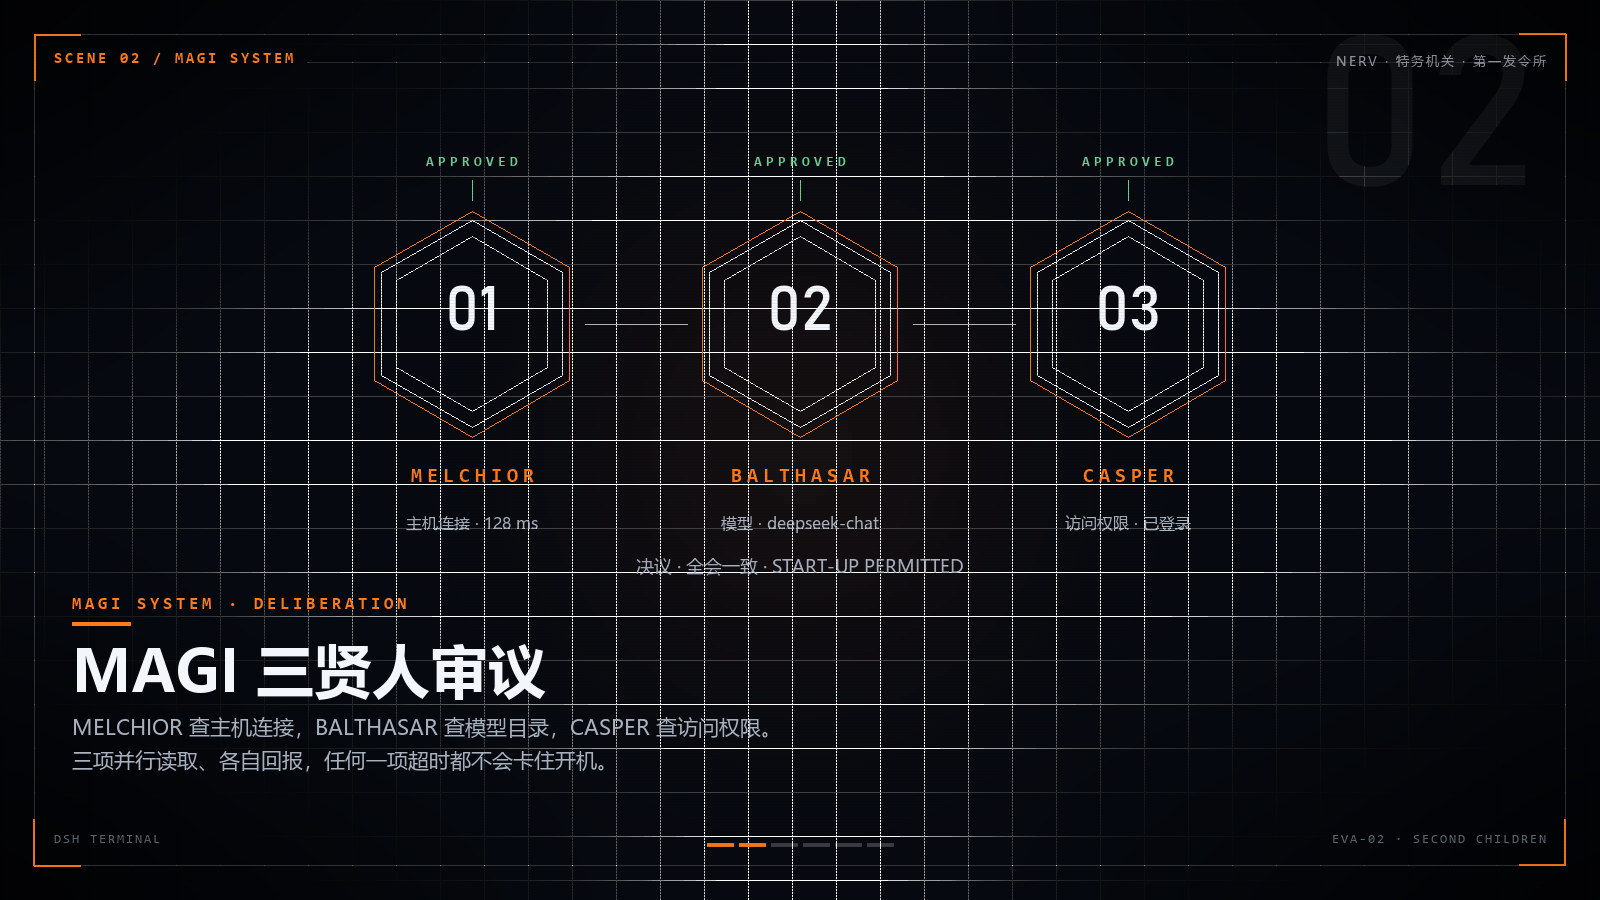 SCENE 02 / MAGI SYSTEM
NERV · 特务机关 · 第一发令所
02
APPROVED
APPROVED
APPROVED
01
02
03
MELCHIOR
BALTHASAR
CASPER
主机连接 · 128 ms
模型 · deepseek-chat
访问权限 · 已登录
决议 · 全会一致 · START-UP PERMITTED
MAGI SYSTEM · DELIBERATION
MAGI 三贤人审议
MELCHIOR 查主机连接，BALTHASAR 查模型目录，CASPER 查访问权限。
三项并行读取、各自回报，任何一项超时都不会卡住开机。
DSH TERMINAL
EVA-02 · SECOND CHILDREN